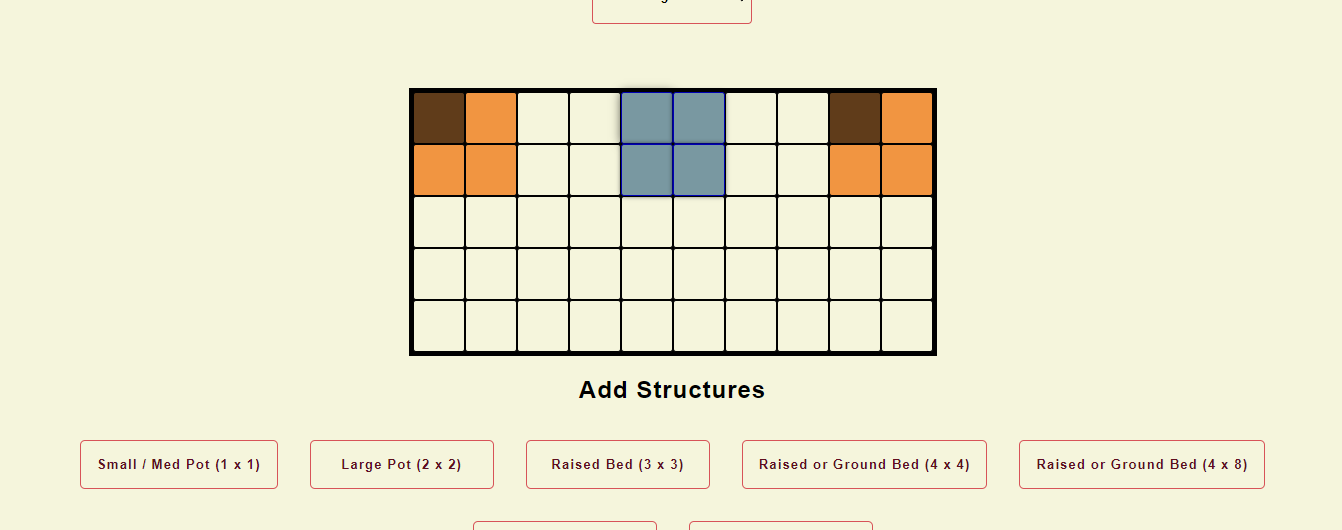 Add Structures
Small / Med Pot (1 x 1)
Large Pot (2 x 2)
Raised Bed (3 x 3)
Raised or Ground Bed (4 x 4)
Raised or Ground Bed (4 x 8)